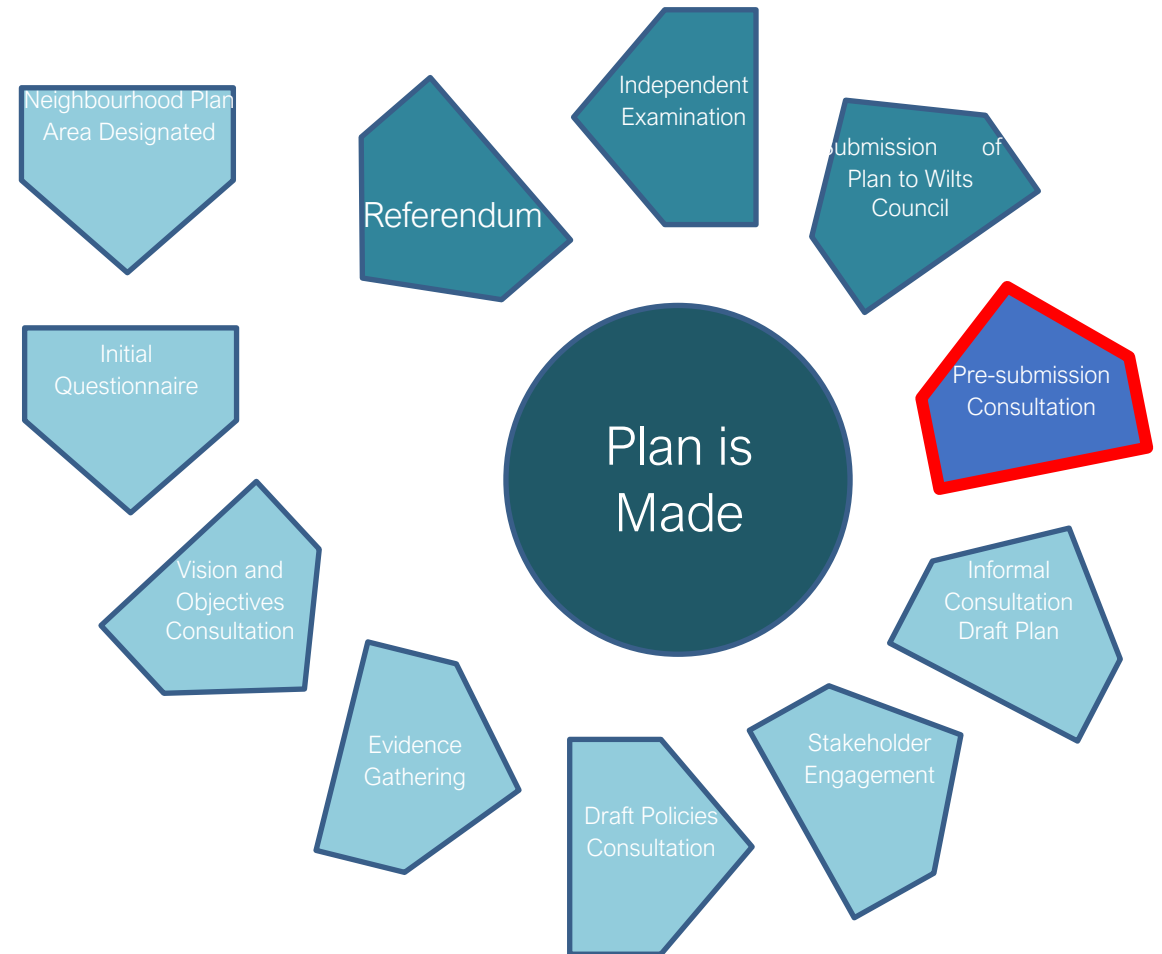 Neighbourhood Plan
Area Designated
Initial
Questionnaire
Vision and
Objectives
Consultation
Evidence
Gathering
Draft Policies
Consultation
Stakeholder
Engagement
Informal
Consultation
Draft Plan
Pre-submission
Consultation
Submission of
Plan to Wilts
Council
Independent
Examination
Referendum
Plan is
Made